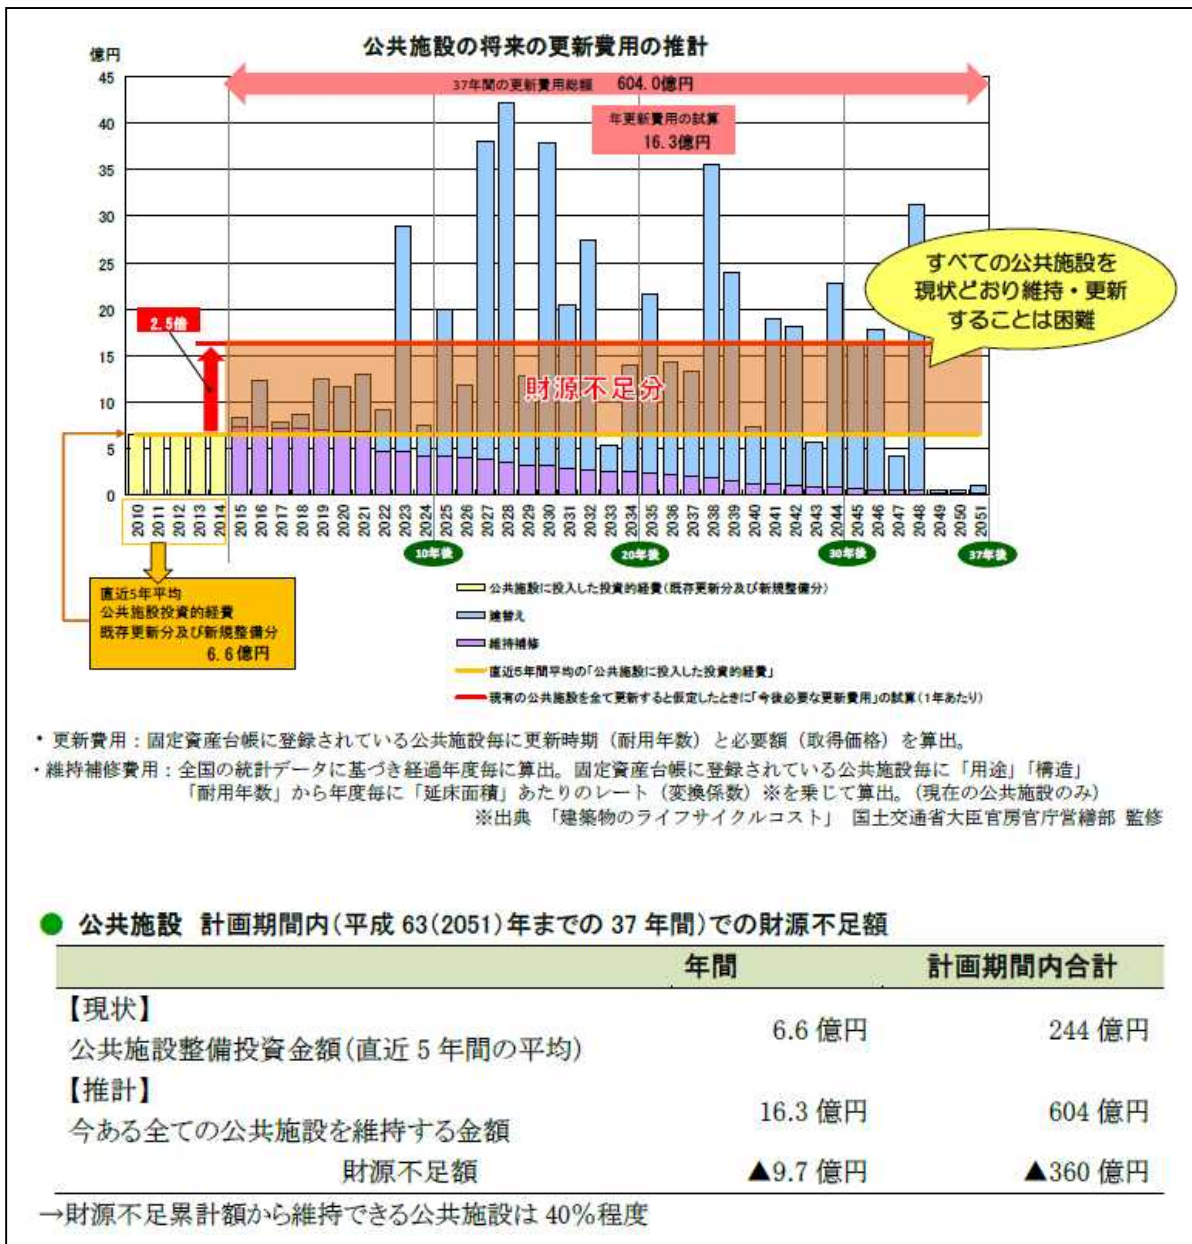 公共施設の将来の更新費用の推計
億円
45
40
35
30
25
20
15
10
5
0
37年間の更新費用総額 604.0億円
年更新費用の試算
16.3億円
すべての公共施設を
現状どおり維持・更新
することは困難
2.5倍
財源不足分
2010
2011
2012
2013
2014
2015
2016
2017
2018
2019
2020
2021
2022
2023
2024
2025
2026
2027
2028
2029
2030
2031
2032
2033
2034
2035
2036
2037
2038
2039
2040
2041
2042
2043
2044
2045
2046
2047
2048
2049
2050
2051
10年後
20年後
30年後
37年後
直近5年平均
公共施設投資的経費
既存更新分及び新規整備分
6.6億円
公共施設に投入した投資的経費(既存更新分及び新規整備分)
建替え
維持補修
直近5年間平均の「公共施設に投入した投資的経費」
現有の公共施設を全て更新すると仮定したときに「今後必要な更新費用」の試算(1年あたり)
・更新費用:固定資産台帳に登録されている公共施設毎に更新時期(耐用年数)と必要額(取得価格)を算出。
・維持補修費用:全国の統計データに基づき経過年度毎に算出。固定資産台帳に登録されている公共施設毎に「用途」「構造」
「耐用年数」から年度毎に「延床面積」あたりのレート(変換係数)※を乗じて算出。(現在の公共施設のみ)
※出典 「建築物のライフサイクルコスト」 国土交通省大臣官房官庁営繕部 監修
● 公共施設 計画期間内(平成 63(2051)年までの 37 年間)での財源不足額
年間 計画期間内合計
【現状】
公共施設整備投資金額(直近 5 年間の平均) 6.6 億円 244 億円
【推計】
今ある全ての公共施設を維持する金額 16.3 億円 604 億円
財源不足額 ▲9.7 億円 ▲360 億円
→財源不足累計額から維持できる公共施設は 40%程度